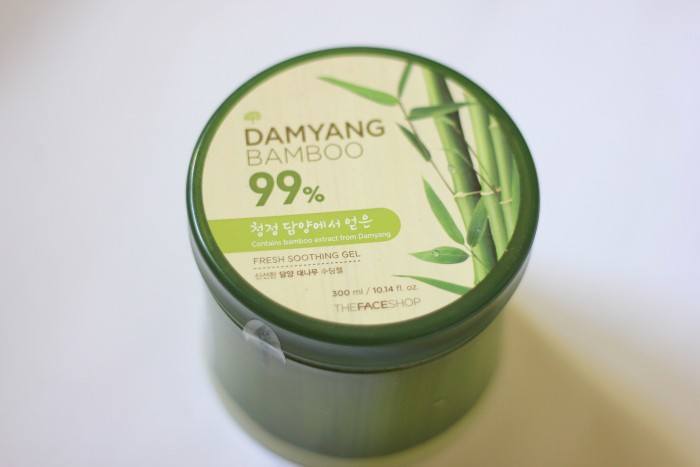 DAMYANG
BAMBOO
99%
청정 담양에서 얻은
Contains bamboo extract from Damyang
FRESH SOOTHING GEL
신선한 담양 대나무 수딩젤
300 ml / 10.14 fl. oz.
THEFACESHOP